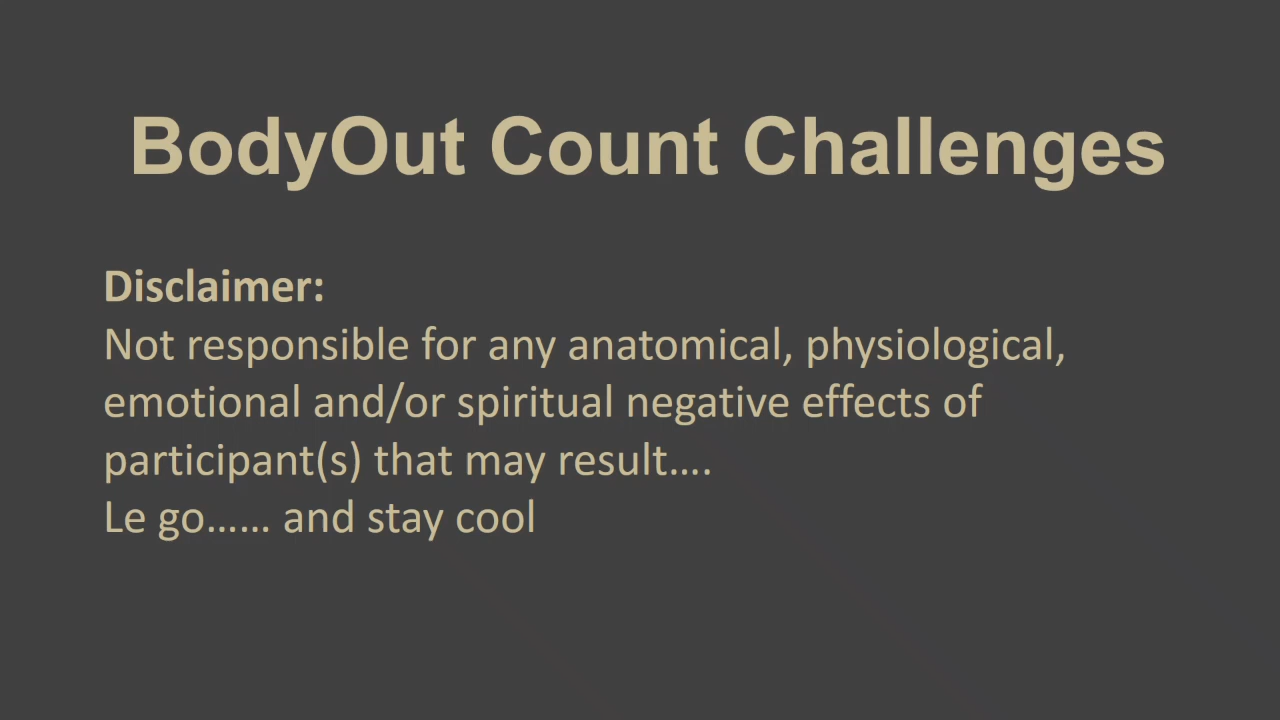 BodyOut Count Challenges
Disclaimer:
Not responsible for any anatomical, physiological,
emotional and/or spiritual negative effects of
participant(s) that may result….
Le go…… and stay cool